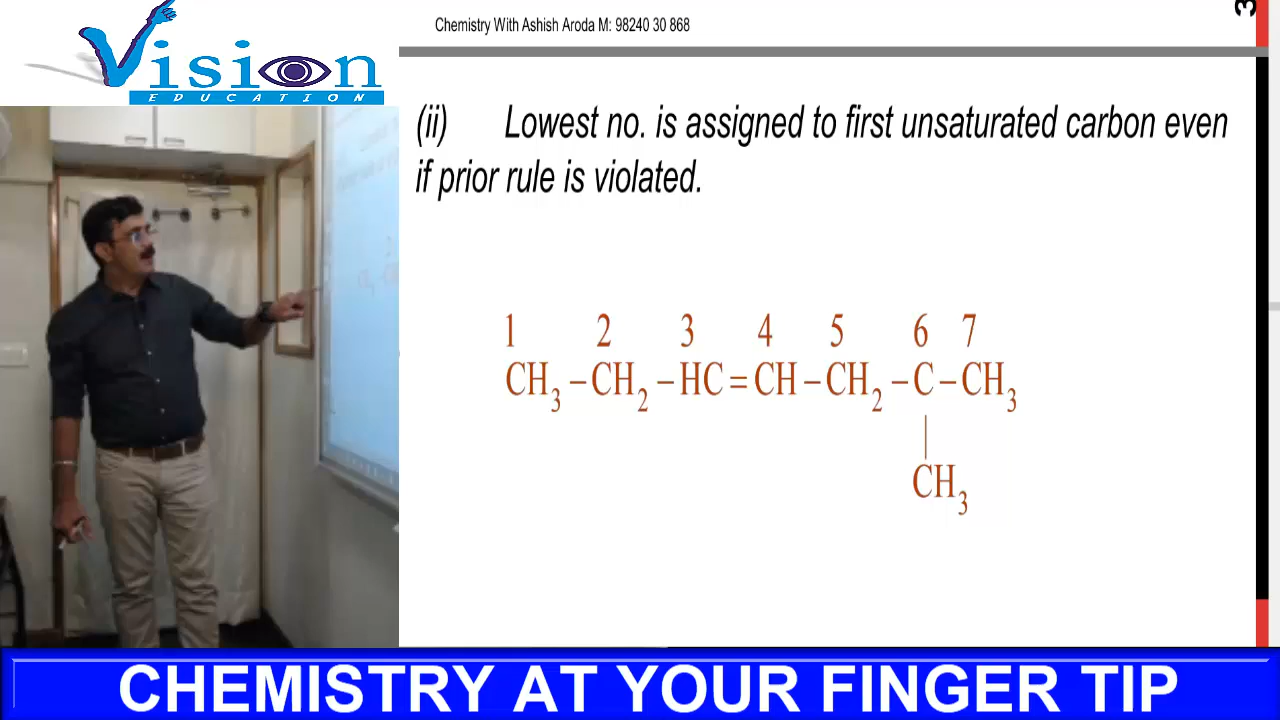 Vision
EDUCATION
Chemistry With Ashish Aroda M: 98240 30 868
3
(ii) Lowest no. is assigned to first unsaturated carbon even
if prior rule is violated.
1 2 3 4 5 6 7
CH3 – CH2 – HC = CH – CH2 – C – CH3
|
CH3
CHEMISTRY AT YOUR FINGER TIP